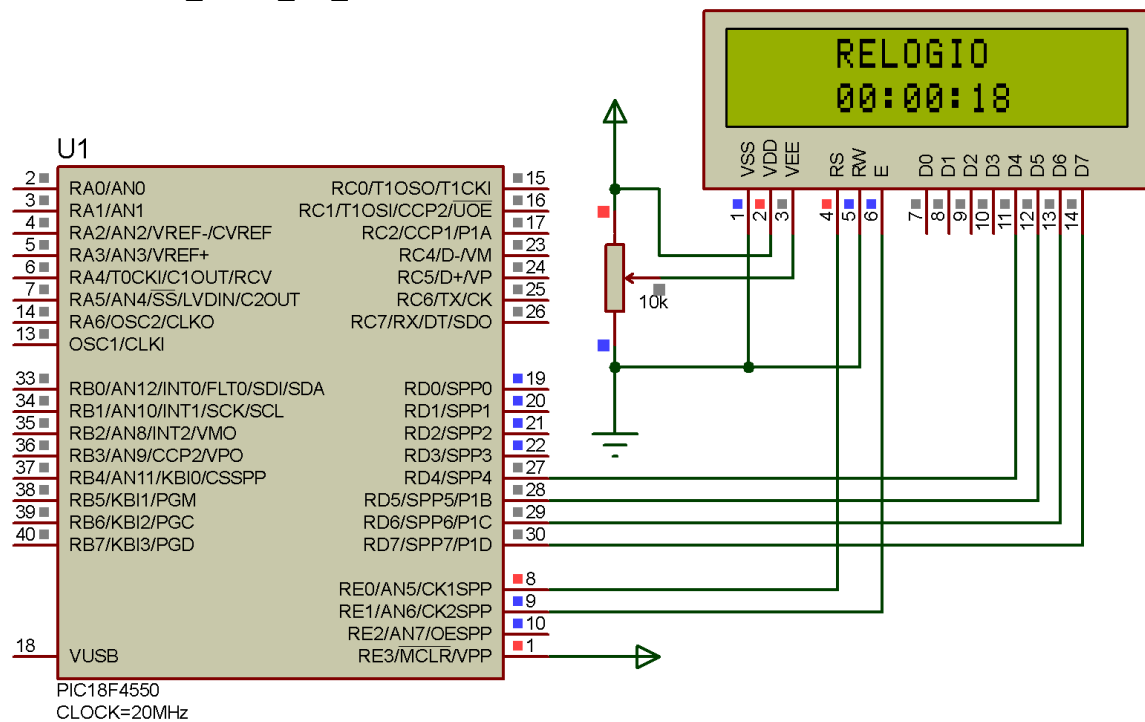 RELOGIO
00:00:18
VSS
VDD
VEE
RS
RW
E
D0
D1
D2
D3
D4
D5
D6
D7
1
2
3
4
5
6
7
8
9
10
11
12
13
14
10k
U1
2 RA0/AN0 RC0/T1OSO/T1CKI 15
3 RA1/AN1 RC1/T1OSI/CCP2/UOE 16
4 RA2/AN2/VREF-/CVREF RC2/CCP1/P1A 17
5 RA3/AN3/VREF+ RC4/D-/VM 23
6 RA4/T0CKI/C1OUT/RCV RC5/D+/VP 24
7 RA5/AN4/SS/LVDIN/C2OUT RC6/TX/CK 25
14 RA6/OSC2/CLKO RC7/RX/DT/SDO 26
13 OSC1/CLKI
33 RB0/AN12/INT0/FLT0/SDI/SDA RD0/SPP0 19
34 RB1/AN10/INT1/SCK/SCL RD1/SPP1 20
35 RB2/AN8/INT2/VMO RD2/SPP2 21
36 RB3/AN9/CCP2/VPO RD3/SPP3 22
37 RB4/AN11/KBI0/CSSPP RD4/SPP4 27
38 RB5/KBI1/PGM RD5/SPP5/P1B 28
39 RB6/KBI2/PGC RD6/SPP6/P1C 29
40 RB7/KBI3/PGD RD7/SPP7/P1D 30
RE0/AN5/CK1SPP 8
RE1/AN6/CK2SPP 9
RE2/AN7/OESPP 10
18 VUSB RE3/MCLR/VPP 1
PIC18F4550
CLOCK=20MHz